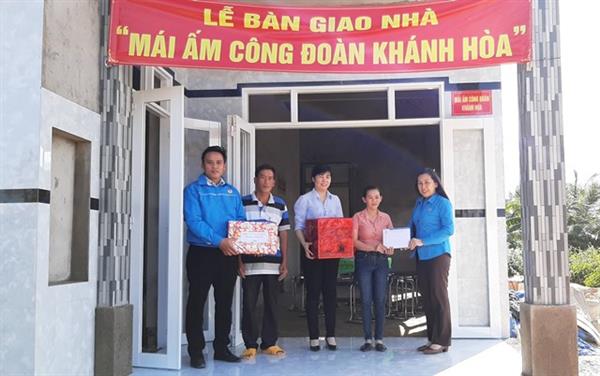 LỄ BÀN GIAO NHÀ
“MÁI ẤM CÔNG ĐOÀN KHÁNH HÒA”
MÁI ẤM CÔNG ĐOÀN
KHÁNH HÒA